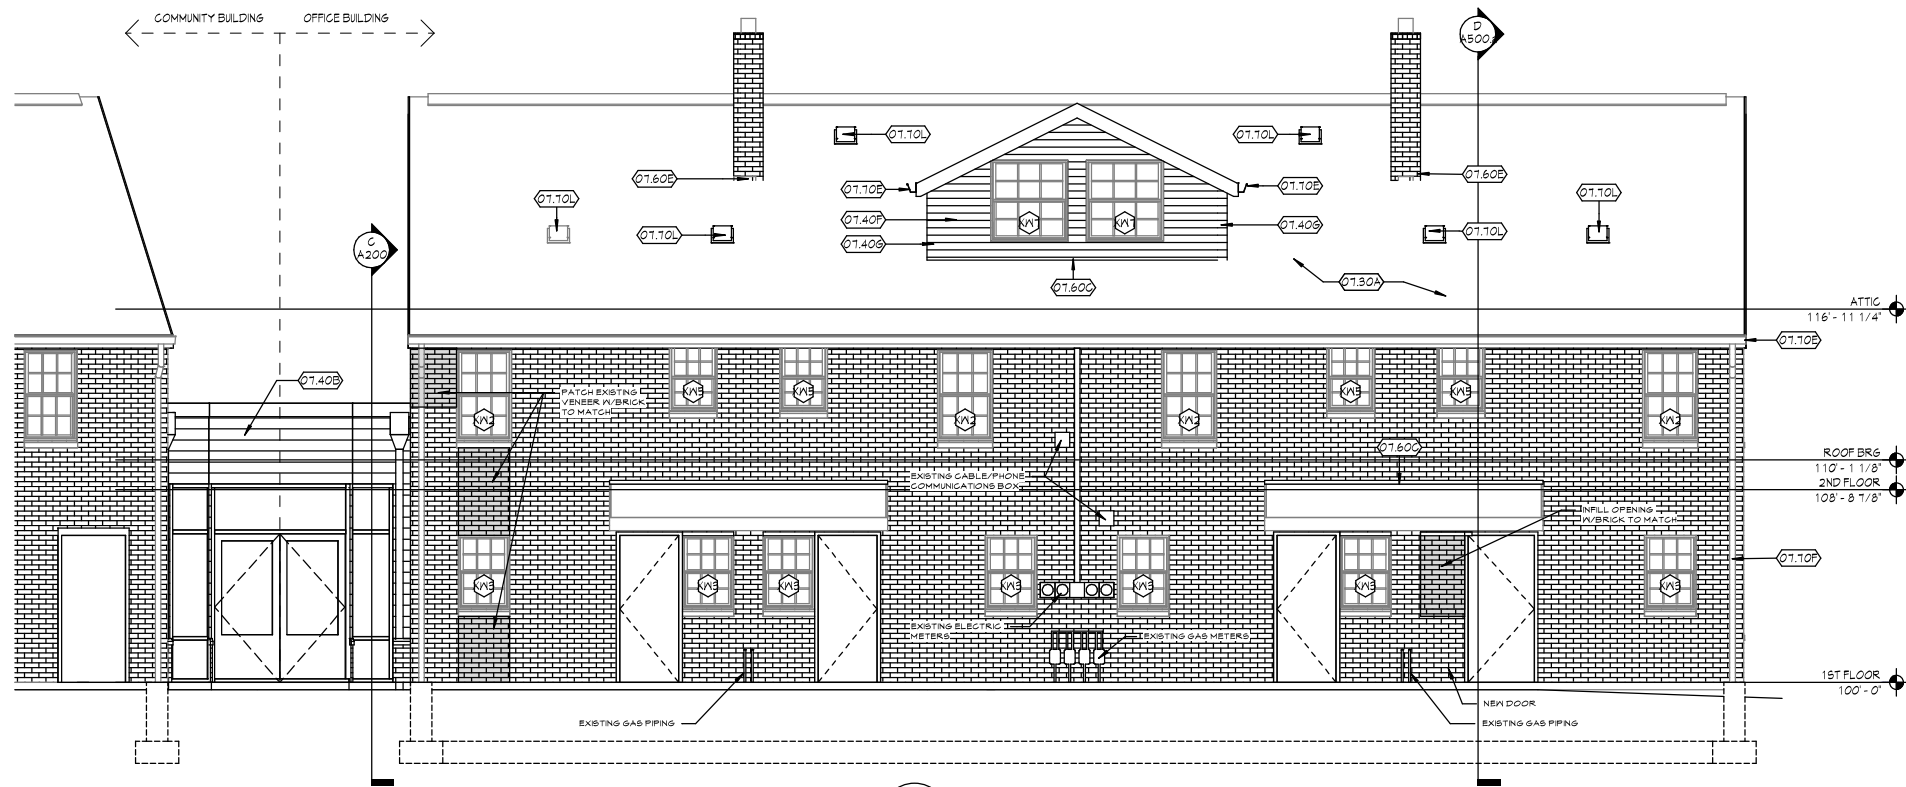 COMMUNITY BUILDING
OFFICE BUILDING
D
A500.
07.70L
07.70L
07.60E
07.70E
07.70E
07.60E
07.70L
07.70L
07.40F
07.40G
07.70L
07.70L
07.40G
C
A200
07.60C
07.30A
ATTIC
116' - 11 1/4"
07.70E
07.40B
PATCH EXISTING
VENEER W/BRICK
TO MATCH
KW5
KW5
KW5
KW5
KW2
KW2
KW2
KW2
07.60C
ROOF BRG
110' - 1 1/8"
EXISTING CABLE/PHONE
COMMUNICATIONS BOX
2ND FLOOR
108' - 8 7/8"
INFILL OPENING
W/BRICK TO MATCH
07.70F
KW3
KW3
KW3
KW3
KW3
KW3
EXISTING ELECTRIC
METERS
EXISTING GAS METERS
1ST FLOOR
100' - 0"
NEW DOOR
EXISTING GAS PIPING
EXISTING GAS PIPING